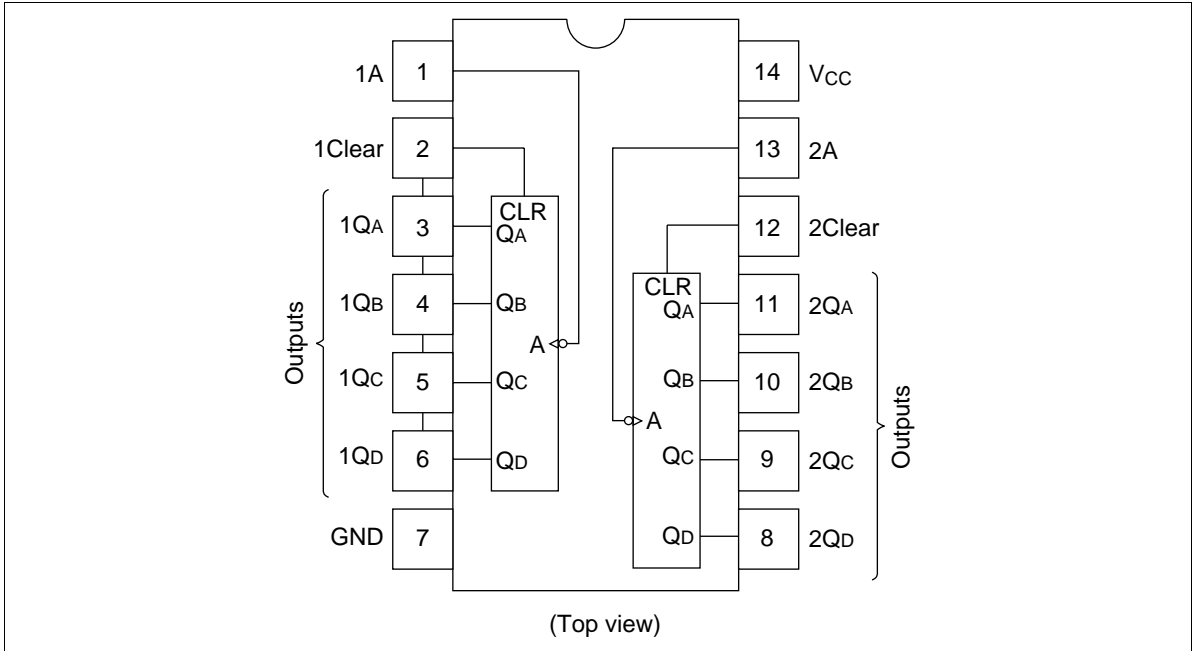 1A 1 14 VCC
1Clear 2 13 2A
CLR
1QA 3 QA 12 2Clear
CLR
1QB 4 QB QA 11 2QA
A
1QC 5 QC QB 10 2QB
A
1QD 6 QD QC 9 2QC
GND 7 QD 8 2QD
Outputs
Outputs
(Top view)